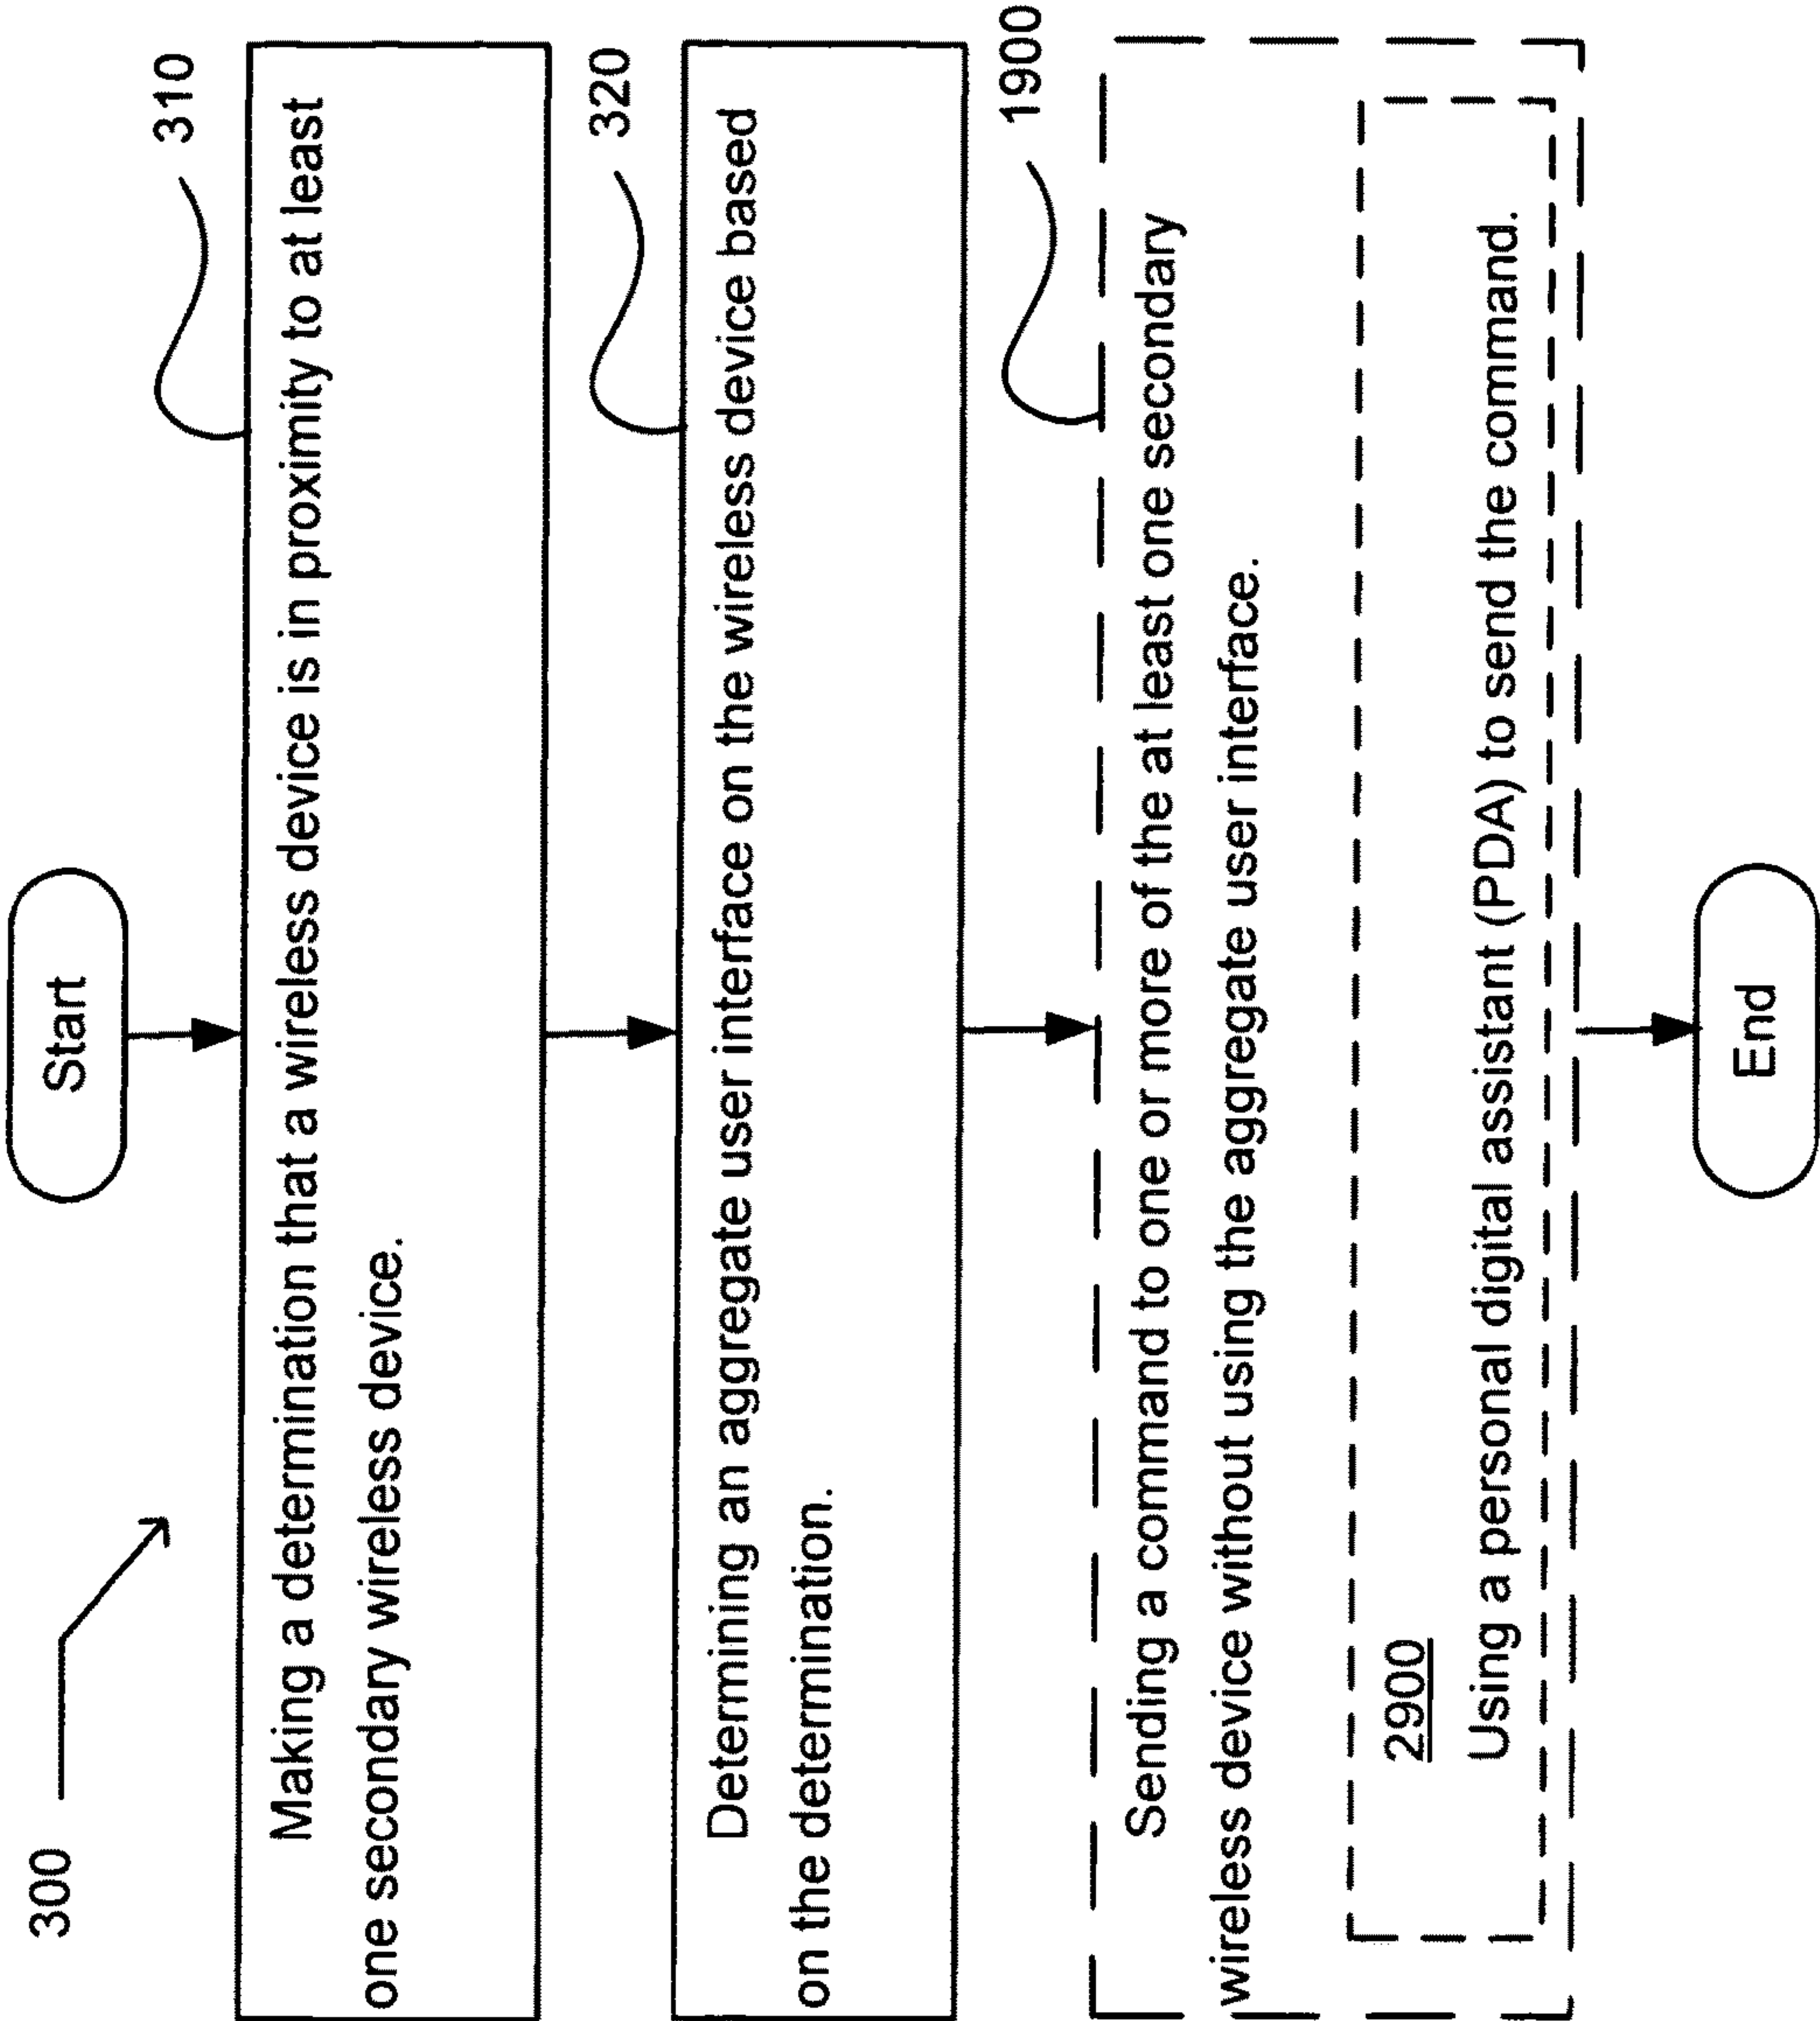 300
Start
310
Making a determination that a wireless device is in proximity to at least
one secondary wireless device.
320
Determining an aggregate user interface on the wireless device based
on the determination.
1900
Sending a command to one or more of the at least one secondary
wireless device without using the aggregate user interface.
2900
Using a personal digital assistant (PDA) to send the command.
End